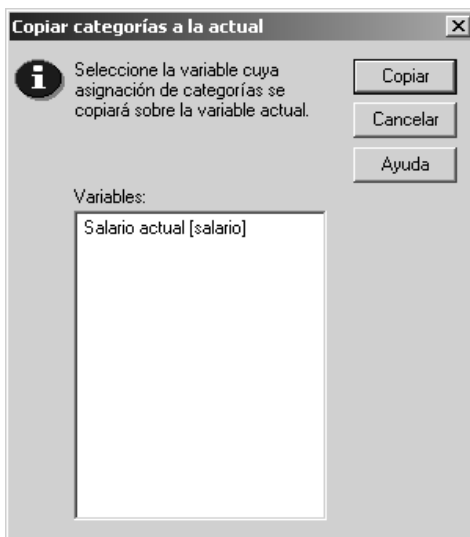 Copiar categorías a la actual
Seleccione la variable cuya
asignación de categorías se
copiará sobre la variable actual.
Copiar
Cancelar
Ayuda
Variables:
Salario actual [salario]